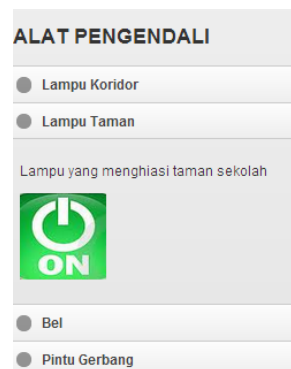 ALAT PENGENDALI
Lampu Koridor
Lampu Taman
Lampu yang menghiasi taman sekolah
ON
Bel
Pintu Gerbang